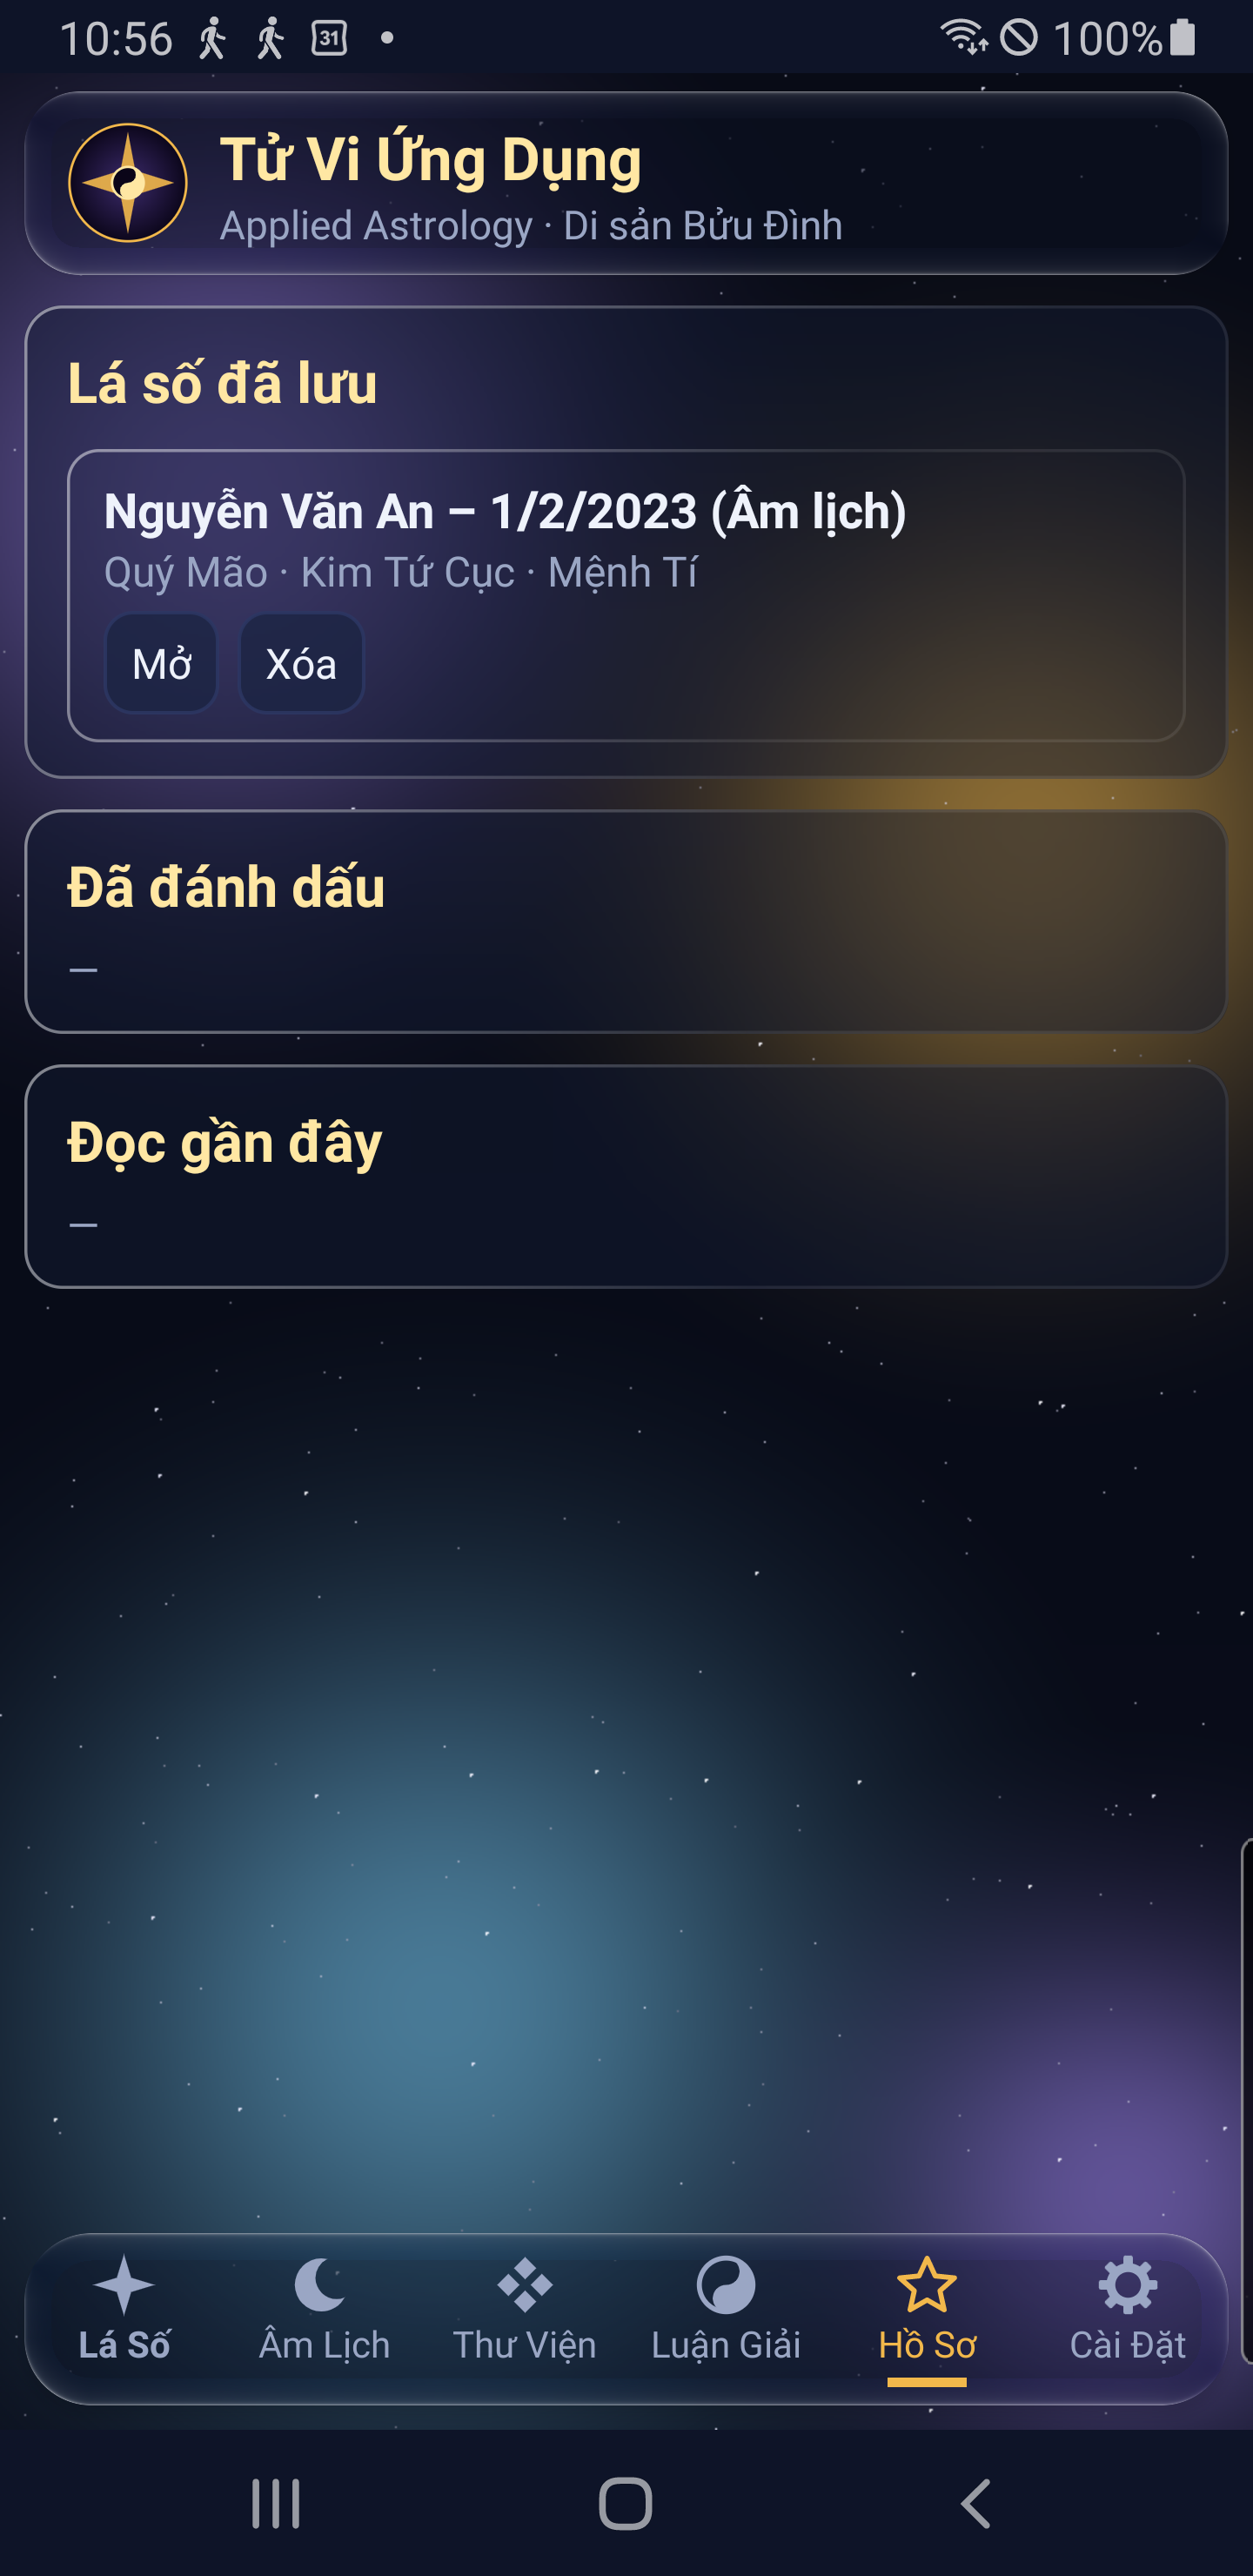 10:56
31
100%
Tử Vi Ứng Dụng
Applied Astrology · Di sản Bửu Đình
Lá số đã lưu
Nguyễn Văn An – 1/2/2023 (Âm lịch)
Quý Mão · Kim Tứ Cục · Mệnh Tí
Mở
Xóa
Đã đánh dấu
—
Đọc gần đây
—
Lá Số
Âm Lịch
Thư Viện
Luận Giải
Hồ Sơ
Cài Đặt